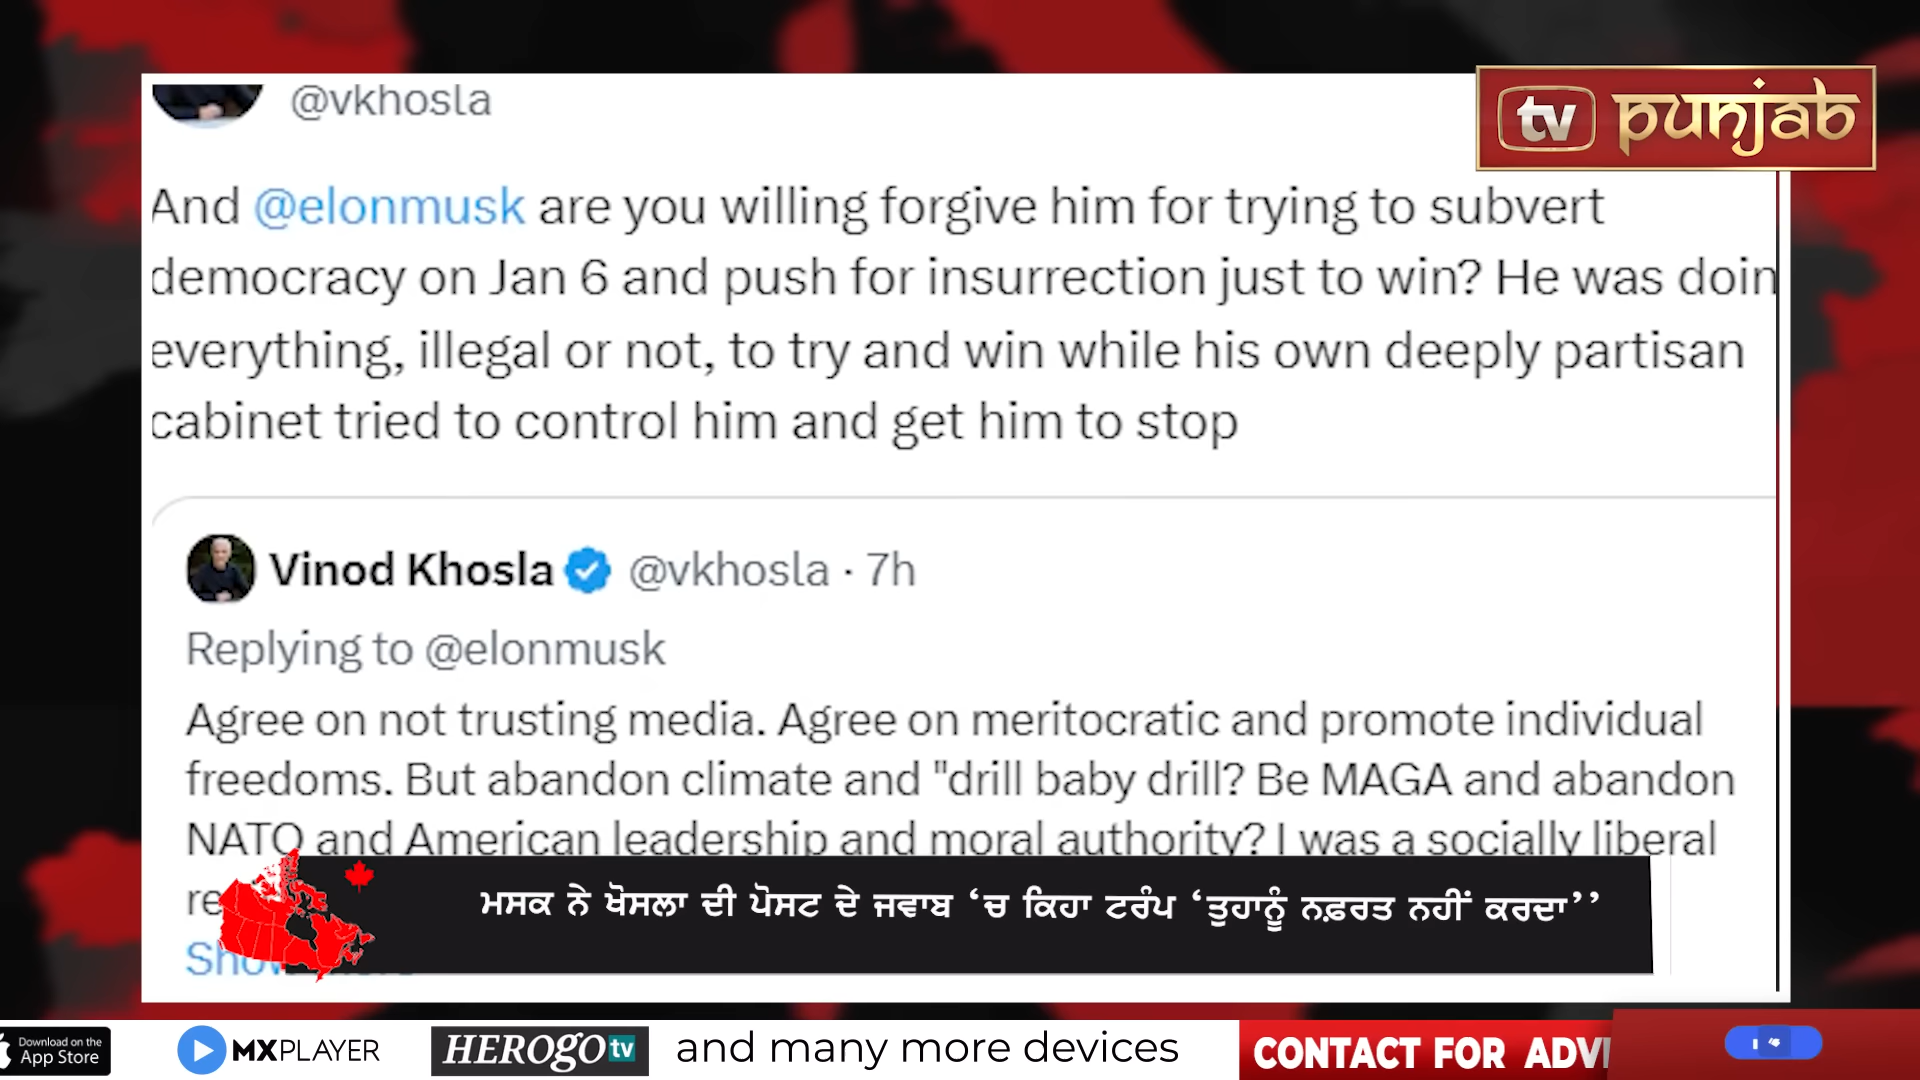 @vkhosla
tv punjab
And @elonmusk are you willing forgive him for trying to subvert
democracy on Jan 6 and push for insurrection just to win? He was doin
everything, illegal or not, to try and win while his own deeply partisan
cabinet tried to control him and get him to stop
Vinod Khosla @vkhosla · 7h
Replying to @elonmusk
Agree on not trusting media. Agree on meritocratic and promote individual
freedoms. But abandon climate and "drill baby drill? Be MAGA and abandon
NATO and American leadership and moral authority? I was a socially liberal
ਮਸਕ ਨੇ ਖੋਸਲਾ ਦੀ ਪੋਸਟ ਦੇ ਜਵਾਬ ‘ਚ ਕਿਹਾ ਟਰੰਪ ‘ਤੁਹਾਨੂੰ ਨਫ਼ਰਤ ਨਹੀਂ ਕਰਦਾ’’
Download on the
App Store
MXPLAYER
HEROGO tv
and many more devices
CONTACT FOR ADV